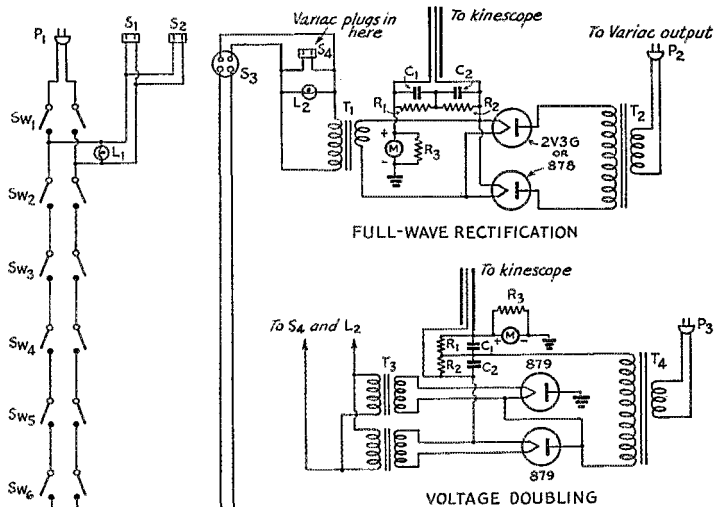 P1
S1
S2
Variac plugs in
here
S4
S3
To kinescope
To Variac output
P2
C1
C2
L2
T1
R1
R2
T2
SW1
L1
+
M
-
R3
2V3G
OR
878
SW2
FULL-WAVE RECTIFICATION
SW3
To kinescope
R3
To S4 and L2
+
M
-
P3
SW4
R1
C1
R2
C2
T3
879
T4
SW5
879
SW6
VOLTAGE DOUBLING